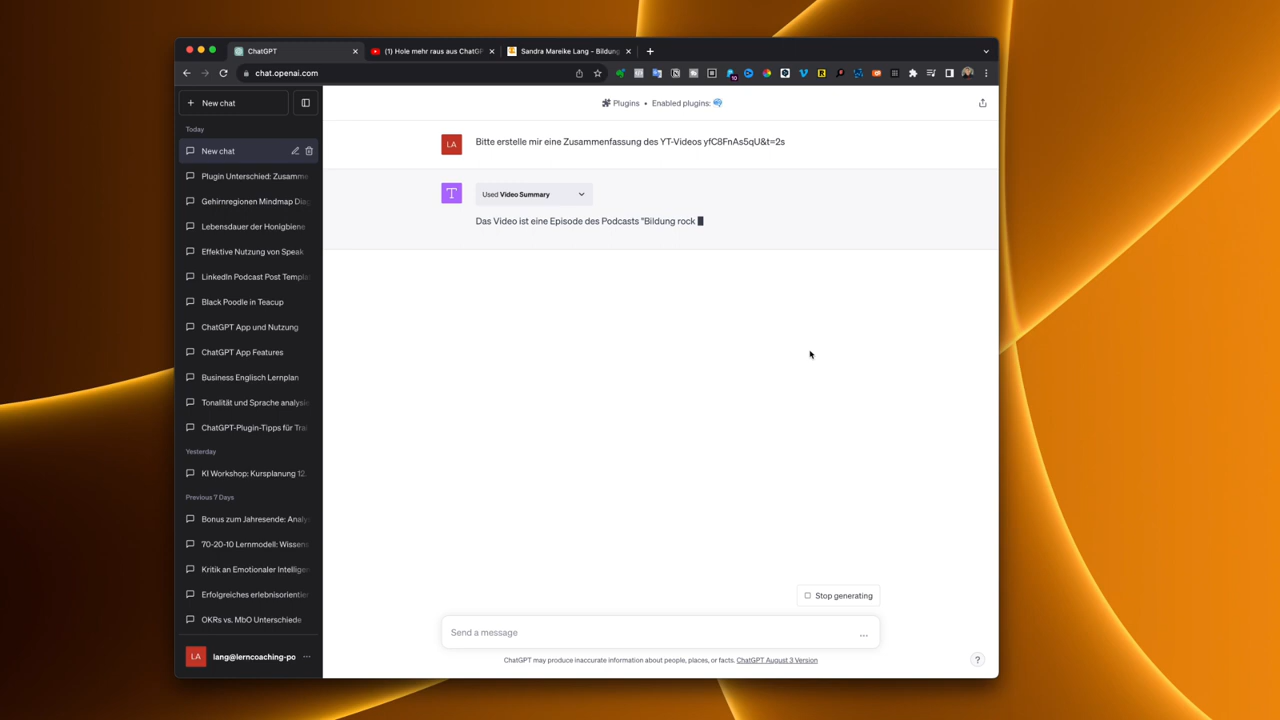 ChatGPT
(1) Hole mehr raus aus ChatGP
Sandra Mareike Lang - Bildung
chat.openai.com
10
New chat
Plugins • Enabled plugins:
Today
New chat
Plugin Unterschied: Zusamme
Gehirnregionen Mindmap Diag
Lebensdauer der Honigbiene
Effektive Nutzung von Speak
LinkedIn Podcast Post Templa
Black Poodle in Teacup
ChatGPT App und Nutzung
ChatGPT App Features
Business Englisch Lernplan
Tonalität und Sprache analysie
ChatGPT-Plugin-Tipps für Trai
Yesterday
KI Workshop: Kursplanung 12.
Previous 7 Days
Bonus zum Jahresende: Analy
70-20-10 Lernmodell: Wissens
Kritik an Emotionaler Intelliger
Erfolgreiches erlebnisorientier
OKRs vs. MbO Unterschiede
LA
lang@lerncoaching-po
LA
Bitte erstelle mir eine Zusammenfassung des YT-Videos yfC8FnAs5qU&t=2s
T
Used Video Summary
Das Video ist eine Episode des Podcasts "Bildung rock
Stop generating
Send a message
ChatGPT may produce inaccurate information about people, places, or facts. ChatGPT August 3 Version
?